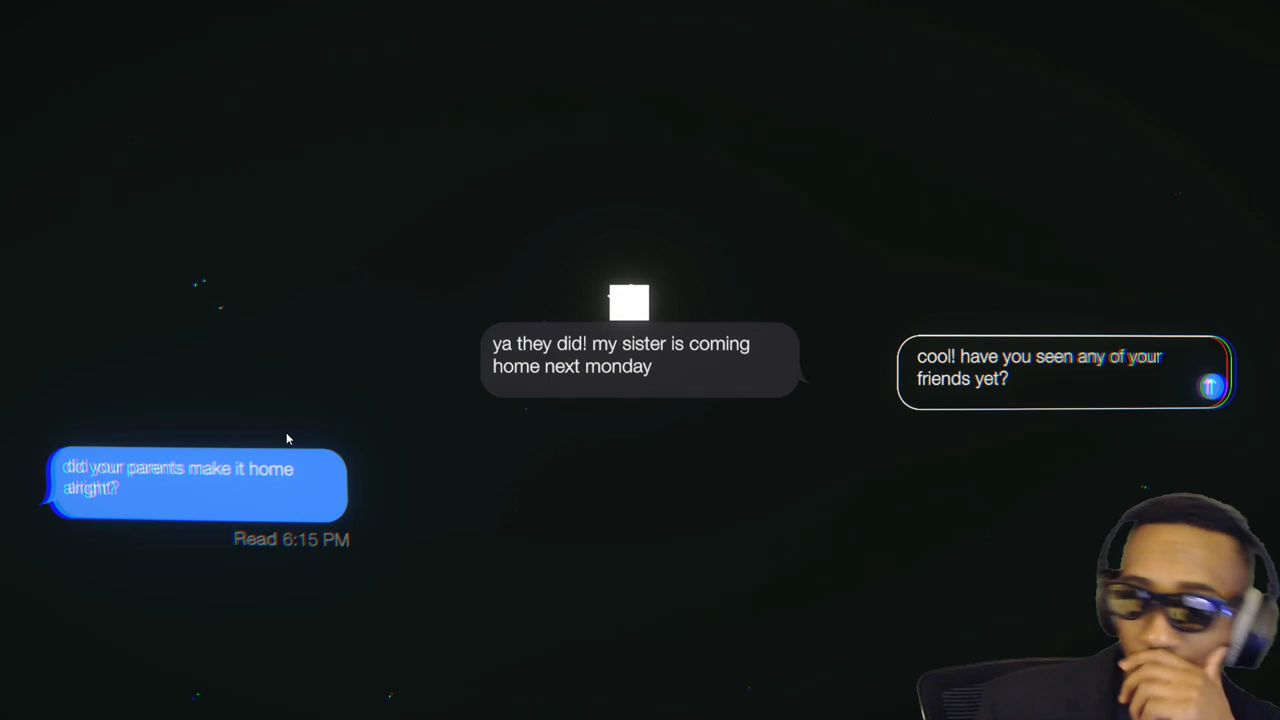 did your parents make it home
alright?
Read 6:15 PM
ya they did! my sister is coming
home next monday
cool! have you seen any of your
friends yet?